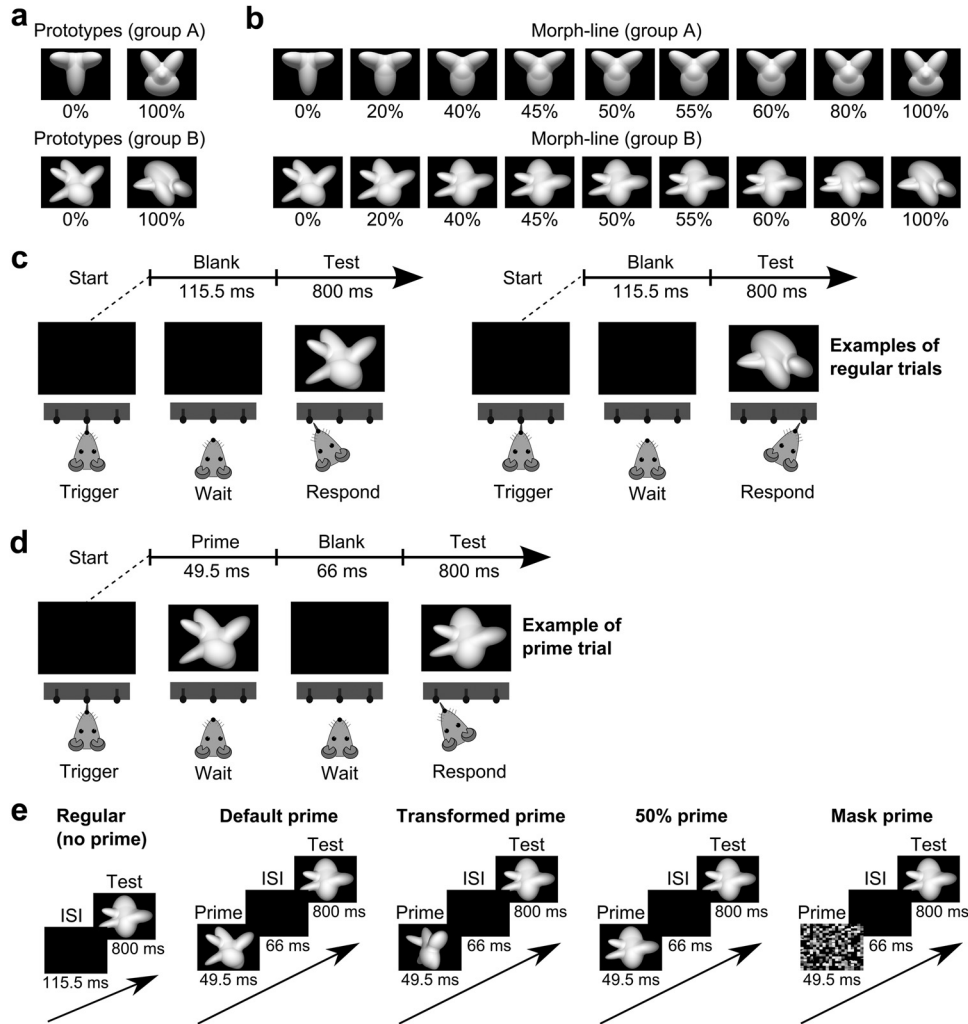 a
Prototypes (group A)
0% 100%
Prototypes (group B)
0% 100%
b
Morph-line (group A)
0% 20% 40% 45% 50% 55% 60% 80% 100%
Morph-line (group B)
0% 20% 40% 45% 50% 55% 60% 80% 100%
c
Start Blank Test
115.5 ms 800 ms
Trigger Wait Respond
Start Blank Test
115.5 ms 800 ms
Examples of
regular trials
Trigger Wait Respond
d
Start Prime Blank Test
49.5 ms 66 ms 800 ms
Example of
prime trial
Trigger Wait Wait Respond
e
Regular
(no prime)
Test
ISI
800 ms
115.5 ms
Default prime
Test
ISI
Prime 800 ms
66 ms
49.5 ms
Transformed prime
Test
ISI
Prime 800 ms
66 ms
49.5 ms
50% prime
Test
ISI
Prime 800 ms
66 ms
49.5 ms
Mask prime
Test
ISI
Prime 800 ms
66 ms
49.5 ms